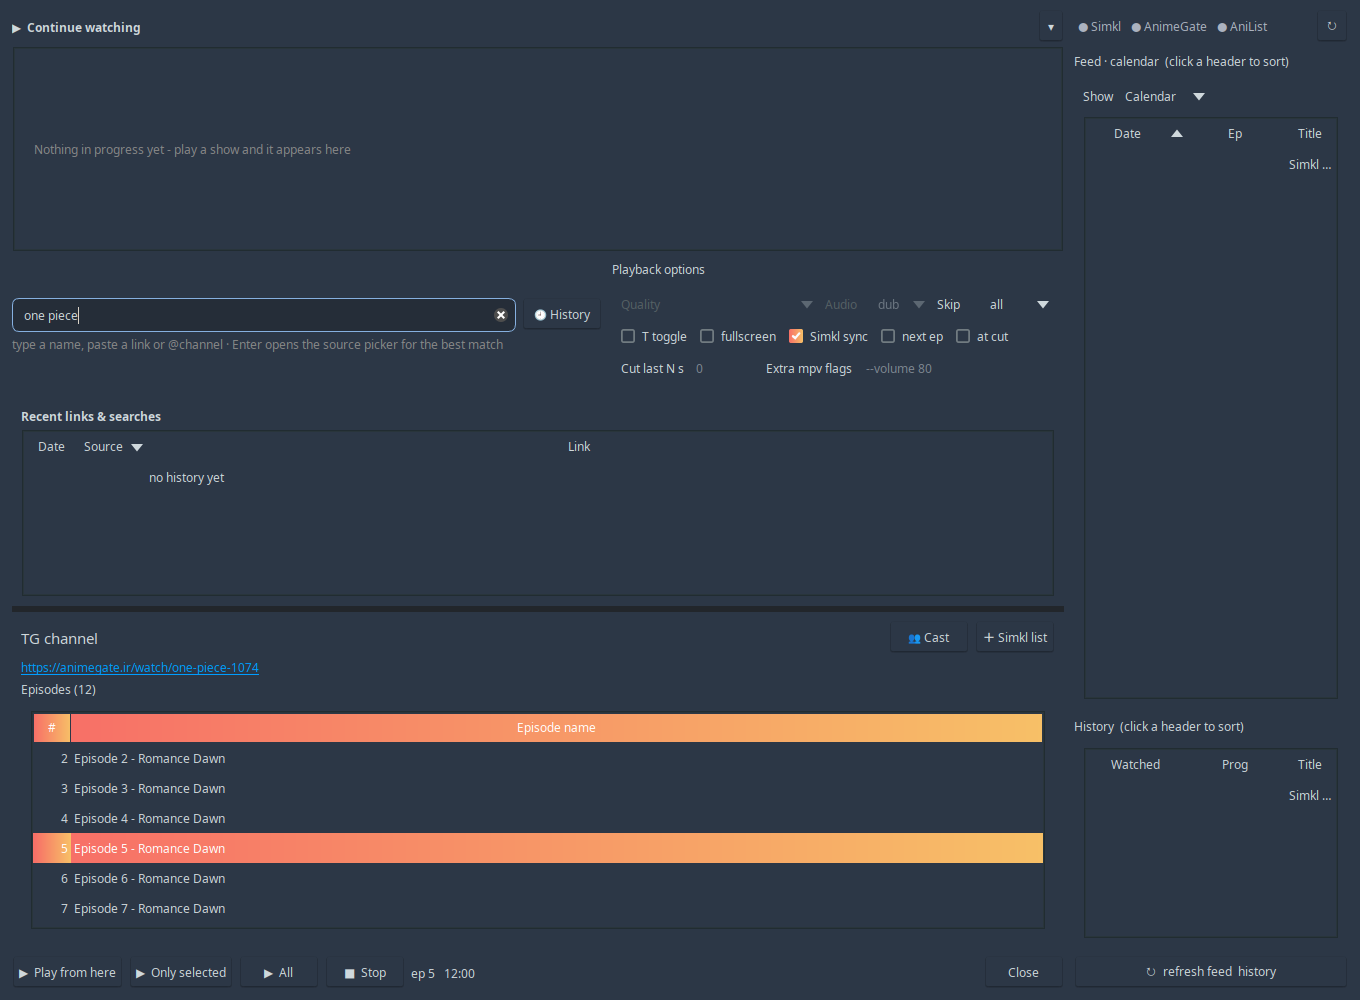 ▶ Continue watching
▼
Nothing in progress yet - play a show and it appears here
Playback options
one piece
History
type a name, paste a link or @channel · Enter opens the source picker for the best match
Quality Audio dub Skip all
T toggle fullscreen Simkl sync next ep at cut
Cut last N s 0 Extra mpv flags --volume 80
Recent links & searches
Date Source Link
no history yet
TG channel
Cast
+ Simkl list
https://animegate.ir/watch/one-piece-1074
Episodes (12)
# Episode name
2 Episode 2 - Romance Dawn
3 Episode 3 - Romance Dawn
4 Episode 4 - Romance Dawn
5 Episode 5 - Romance Dawn
6 Episode 6 - Romance Dawn
7 Episode 7 - Romance Dawn
▶ Play from here ▶ Only selected ▶ All ■ Stop ep 5 12:00 Close
● Simkl ● AnimeGate ● AniList ↻
Feed · calendar (click a header to sort)
Show Calendar
Date Ep Title
Simkl ...
History (click a header to sort)
Watched Prog Title
Simkl ...
↻ refresh feed history